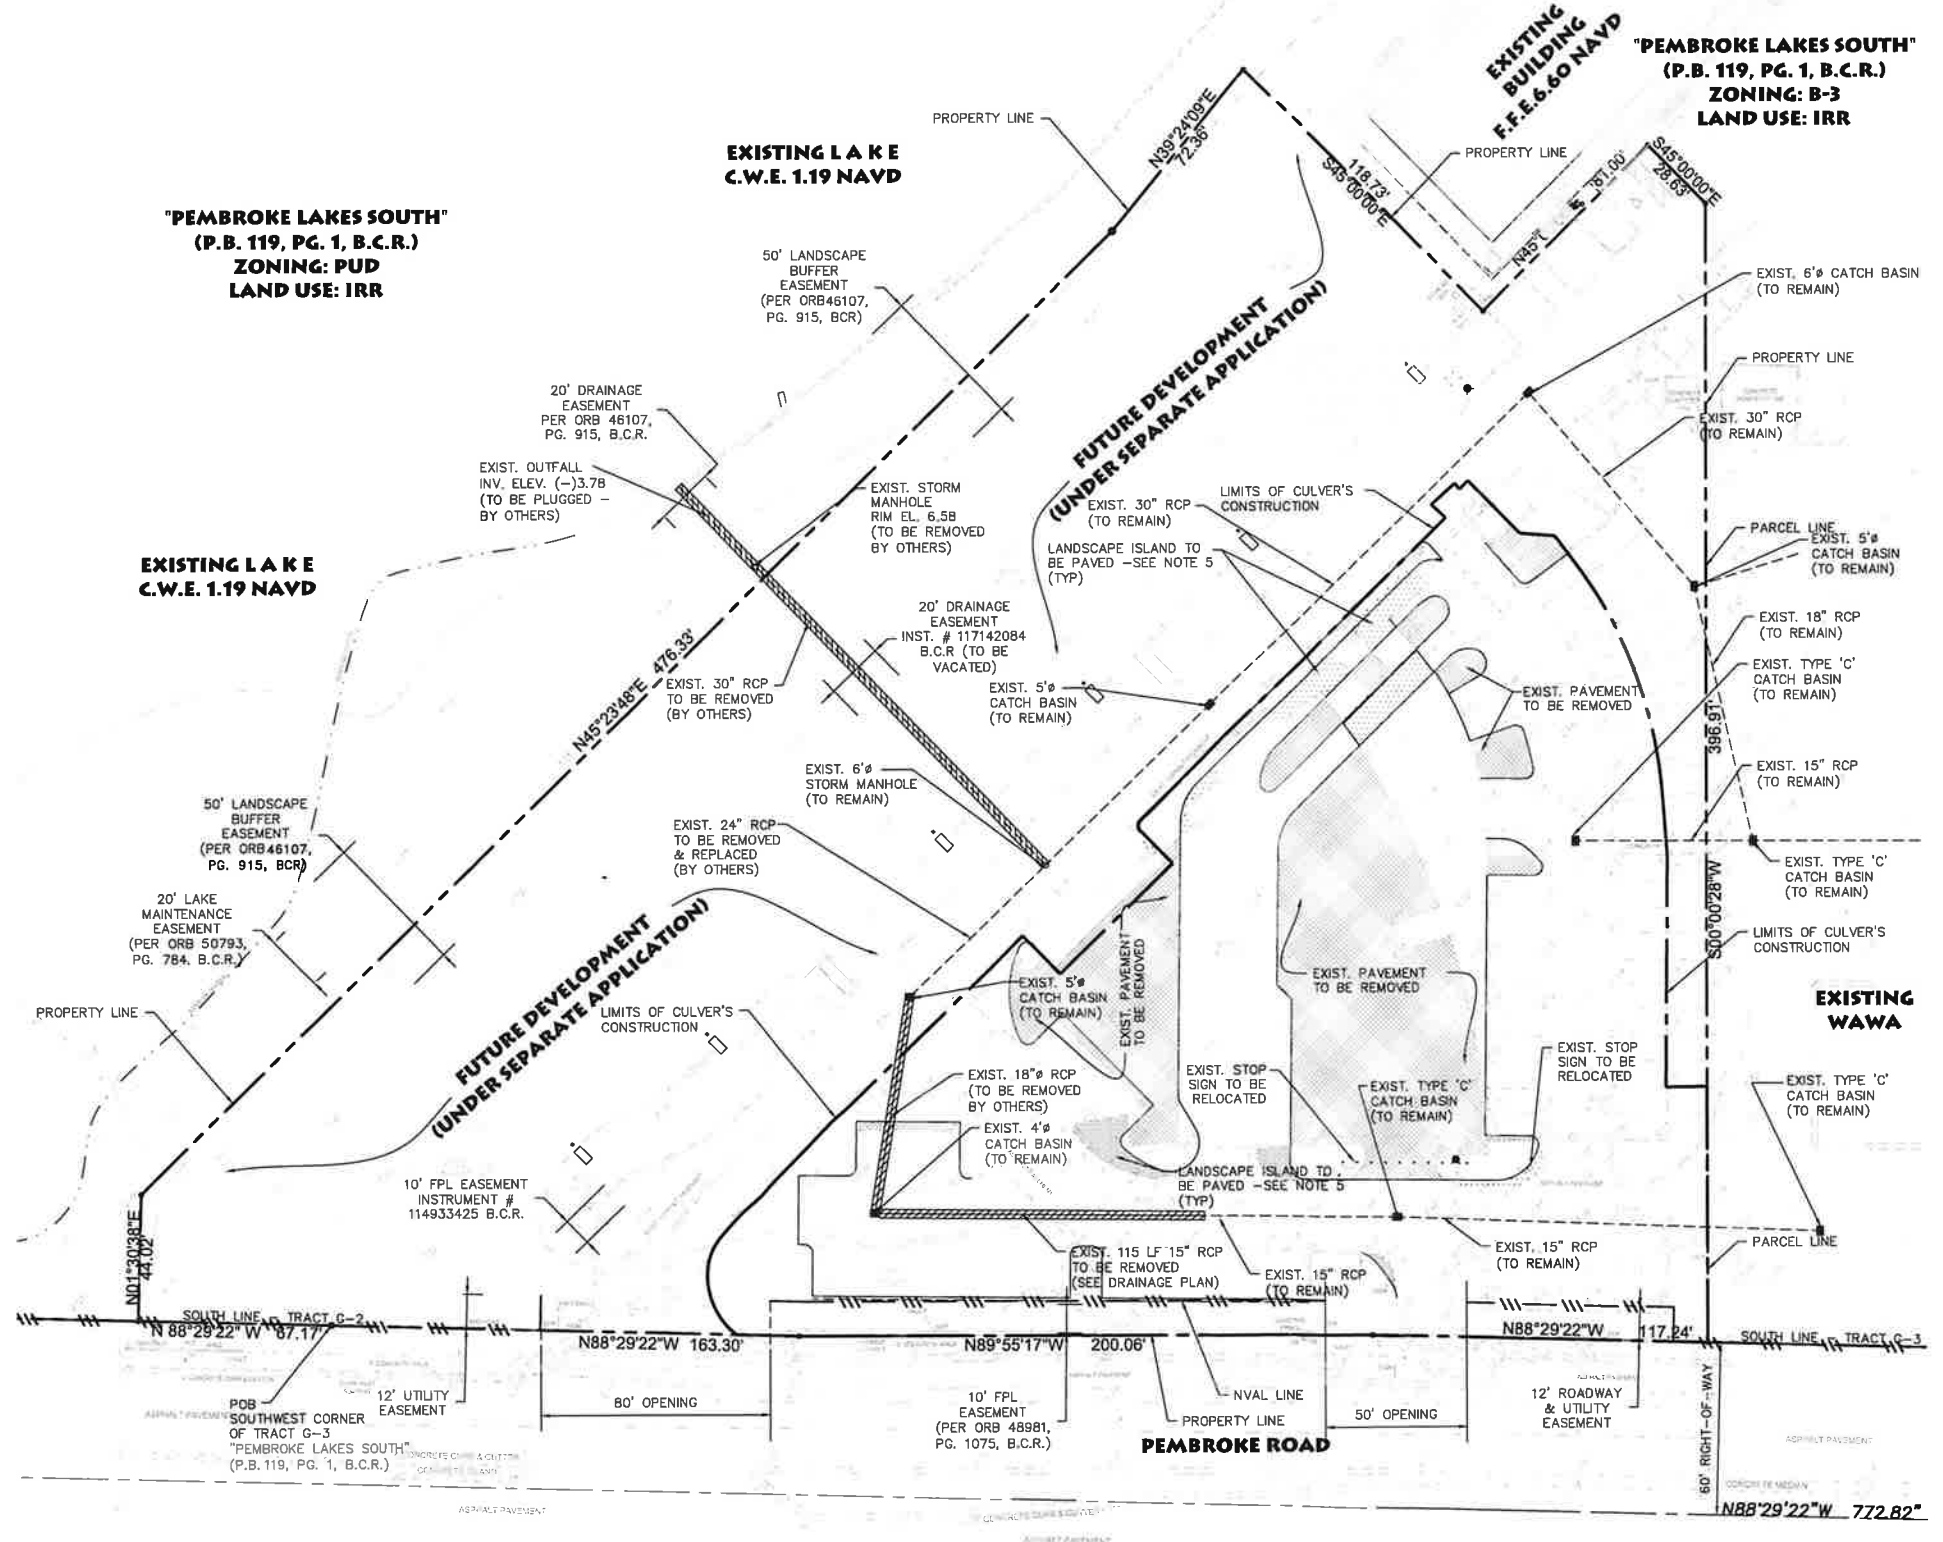 EXISTING
BUILDING
F.F.E.6.60 NAVD
"PEMBROKE LAKES SOUTH"
(P.B. 119, PG. 1, B.C.R.)
ZONING: B-3
LAND USE: IRR
PROPERTY LINE
N39°24'09"E
72.36'
EXISTING LAKE
C.W.E. 1.19 NAVD
118.73'
S45°00'00"E
PROPERTY LINE
81.00'
N45°
S45°00'00"E
28.63'
"PEMBROKE LAKES SOUTH"
(P.B. 119, PG. 1, B.C.R.)
ZONING: PUD
LAND USE: IRR
50' LANDSCAPE
BUFFER
EASEMENT
(PER ORB46107,
PG. 915, BCR)
EXIST. 6'ø CATCH BASIN
(TO REMAIN)
FUTURE DEVELOPMENT
(UNDER SEPARATE APPLICATION)
PROPERTY LINE
20' DRAINAGE
EASEMENT
PER ORB 46107,
PG. 915, B.C.R.
EXIST. 30" RCP
(TO REMAIN)
EXIST. OUTFALL
INV. ELEV. (-)3.78
(TO BE PLUGGED -
BY OTHERS)
EXIST. STORM
MANHOLE
RIM EL. 6.58
(TO BE REMOVED
BY OTHERS)
EXIST. 30" RCP
(TO REMAIN)
LIMITS OF CULVER'S
CONSTRUCTION
LANDSCAPE ISLAND TO
BE PAVED -SEE NOTE 5
(TYP)
PARCEL LINE
EXIST. 5'ø
CATCH BASIN
(TO REMAIN)
EXISTING LAKE
C.W.E. 1.19 NAVD
20' DRAINAGE
EASEMENT
INST. # 117142084
B.C.R (TO BE
VACATED)
EXIST. 18" RCP
(TO REMAIN)
N45°23'48"E 476.33'
EXIST. 30" RCP
TO BE REMOVED
(BY OTHERS)
EXIST. 5'ø
CATCH BASIN
(TO REMAIN)
EXIST. PAVEMENT
TO BE REMOVED
EXIST. TYPE 'C'
CATCH BASIN
(TO REMAIN)
396.91'
S00°00'28"W
EXIST. 6'ø
STORM MANHOLE
(TO REMAIN)
EXIST. 15" RCP
(TO REMAIN)
50' LANDSCAPE
BUFFER
EASEMENT
(PER ORB46107,
PG. 915, BCR)
EXIST. 24" RCP
TO BE REMOVED
& REPLACED
(BY OTHERS)
EXIST. TYPE 'C'
CATCH BASIN
(TO REMAIN)
20' LAKE
MAINTENANCE
EASEMENT
(PER ORB 50793,
PG. 784, B.C.R.)
FUTURE DEVELOPMENT
(UNDER SEPARATE APPLICATION)
LIMITS OF CULVER'S
CONSTRUCTION
EXIST. PAVEMENT
TO BE REMOVED
EXIST. PAVEMENT
TO BE REMOVED
EXIST. 5'ø
CATCH BASIN
(TO REMAIN)
EXISTING
WAWA
PROPERTY LINE
LIMITS OF CULVER'S
CONSTRUCTION
EXIST. STOP
SIGN TO BE
RELOCATED
EXIST. 18"ø RCP
(TO BE REMOVED
BY OTHERS)
EXIST. STOP
SIGN TO BE
RELOCATED
EXIST. TYPE 'C'
CATCH BASIN
(TO REMAIN)
EXIST. TYPE 'C'
CATCH BASIN
(TO REMAIN)
EXIST. 4'ø
CATCH BASIN
(TO REMAIN)
10' FPL EASEMENT
INSTRUMENT #
114933425 B.C.R.
LANDSCAPE ISLAND TO
BE PAVED -SEE NOTE 5
(TYP)
N01°30'38"E
44.02'
EXIST. 115 LF 15" RCP
TO BE REMOVED
(SEE DRAINAGE PLAN)
EXIST. 15" RCP
(TO REMAIN)
EXIST. 15" RCP
(TO REMAIN)
PARCEL LINE
SOUTH LINE TRACT G-2
N 88°29'22" W 67.17'
N88°29'22"W 163.30'
N89°55'17"W 200.06'
N88°29'22"W 117.24'
SOUTH LINE TRACT G-3
POB
SOUTHWEST CORNER
OF TRACT G-3
"PEMBROKE LAKES SOUTH"
(P.B. 119, PG. 1, B.C.R.)
12' UTILITY
EASEMENT
80' OPENING
10' FPL
EASEMENT
(PER ORB 48981,
PG. 1075, B.C.R.)
NVAL LINE
PROPERTY LINE
50' OPENING
12' ROADWAY
& UTILITY
EASEMENT
PEMBROKE ROAD
60' RIGHT-OF-WAY
ASPHALT PAVEMENT
ASPHALT PAVEMENT
CONCRETE CURB & GUTTER
ASPHALT PAVEMENT
CONCRETE CURB & GUTTER
ASPHALT PAVEMENT
CONCRETE MEDIAN
N88°29'22"W 772.82"